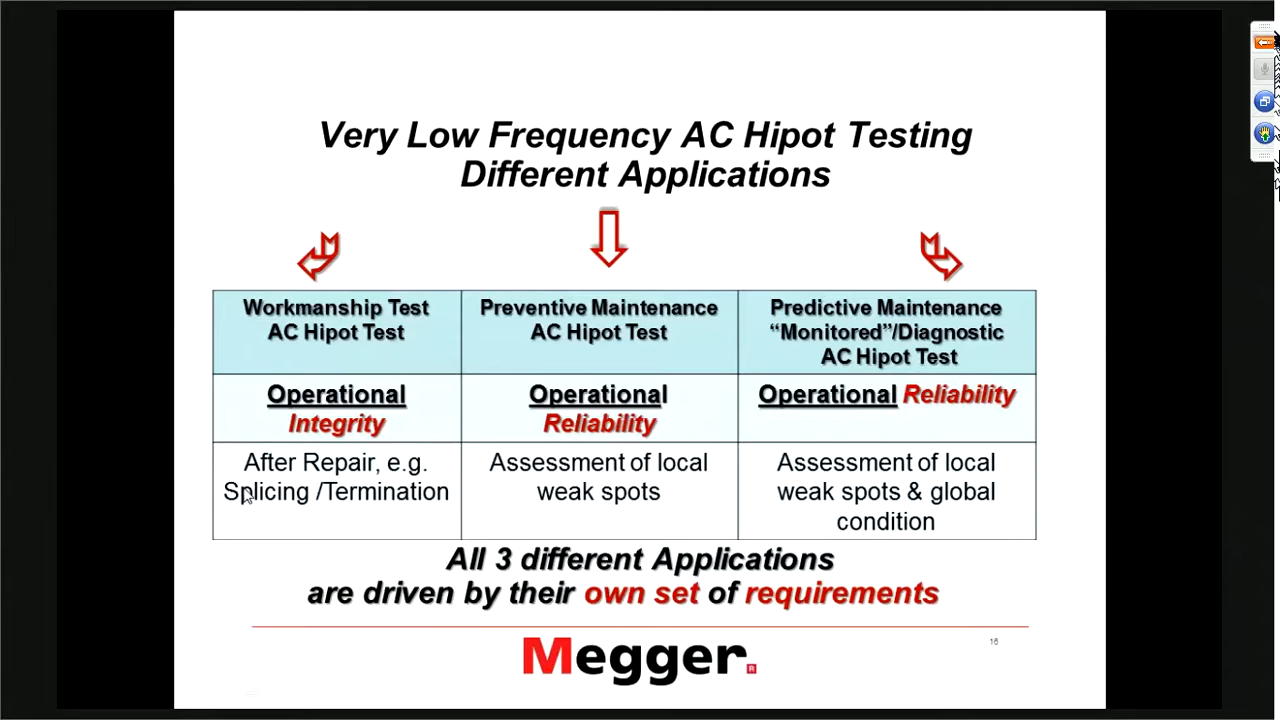 Very Low Frequency AC Hipot Testing
Different Applications
Workmanship Test
AC Hipot Test
Preventive Maintenance
AC Hipot Test
Predictive Maintenance
“Monitored”/Diagnostic
AC Hipot Test
Operational
Integrity
Operational
Reliability
Operational Reliability
After Repair, e.g.
Splicing /Termination
Assessment of local
weak spots
Assessment of local
weak spots & global
condition
All 3 different Applications
are driven by their own set of requirements
16
Megger.
R